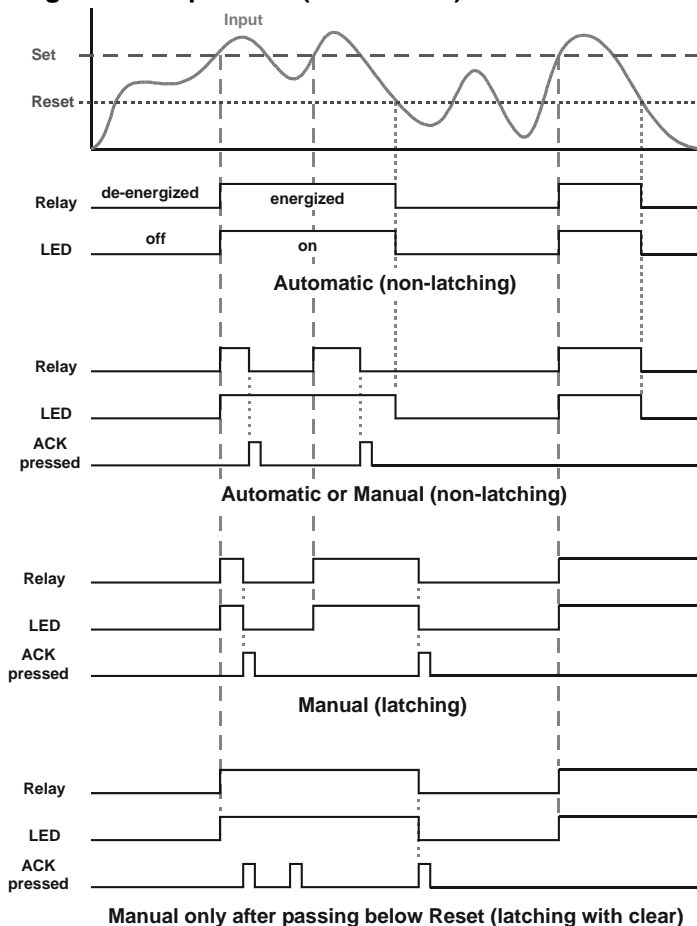 Input
Set
Reset
Relay de-energized energized
LED off on
Automatic (non-latching)
Relay
LED
ACK
pressed
Automatic or Manual (non-latching)
Relay
LED
ACK
pressed
Manual (latching)
Relay
LED
ACK
pressed
Manual only after passing below Reset (latching with clear)